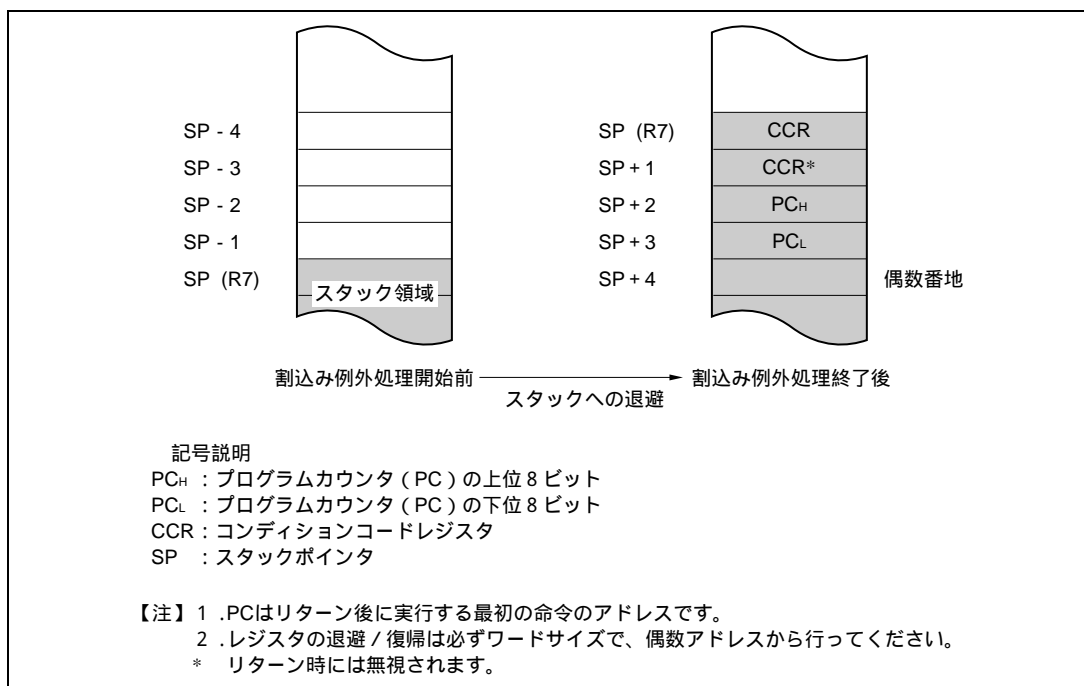 SP - 4
SP - 3
SP - 2
SP - 1
SP (R7)
スタック領域
SP (R7)
SP + 1
SP + 2
SP + 3
SP + 4
CCR
CCR*
PCH
PCL
偶数番地
割込み例外処理開始前
スタックへの退避
割込み例外処理終了後
記号説明
PCH : プログラムカウンタ ( PC ) の上位 8 ビット
PCL : プログラムカウンタ ( PC ) の下位 8 ビット
CCR : コンディションコードレジスタ
SP : スタックポインタ
【注】 1 .PCはリターン後に実行する最初の命令のアドレスです。
2 .レジスタの退避 / 復帰は必ずワードサイズで、偶数アドレスから行ってください。
* リターン時には無視されます。